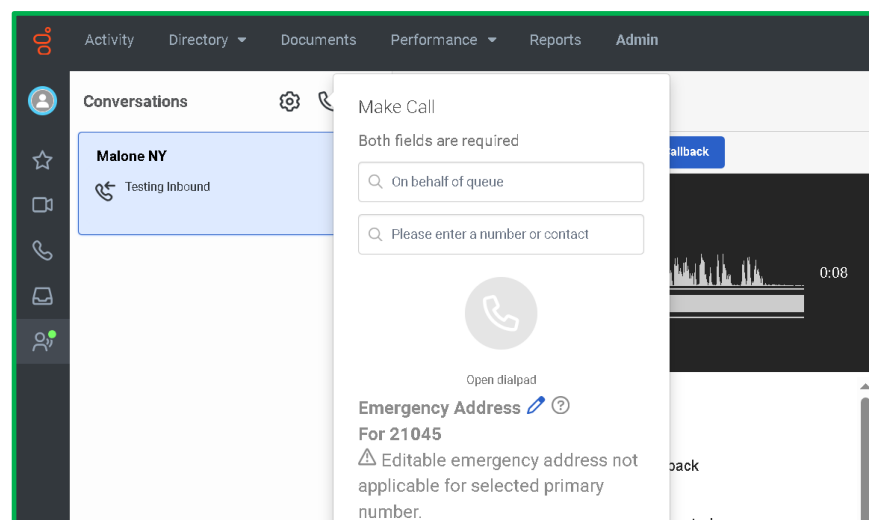 Activity Directory Documents Performance Reports Admin
Conversations
Malone NY
Testing Inbound
Make Call
Both fields are required
On behalf of queue
Please enter a number or contact
Open dialpad
Emergency Address
For 21045
Editable emergency address not
applicable for selected primary
number.
allback
0:08
back